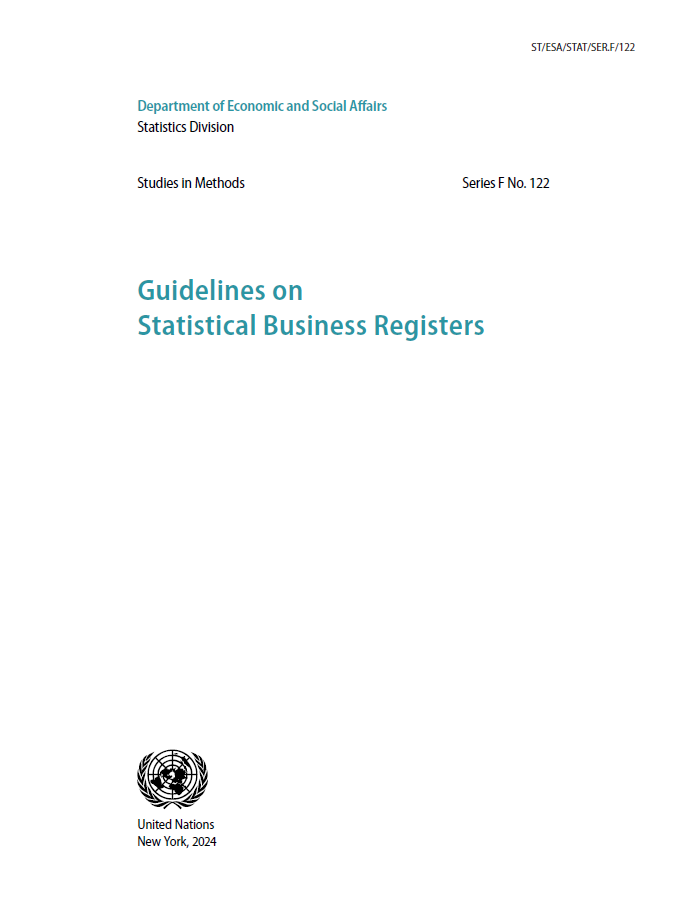 ST/ESA/STAT/SER.F/122
Department of Economic and Social Affairs
Statistics Division
Studies in Methods Series F No. 122
Guidelines on
Statistical Business Registers
United Nations
New York, 2024